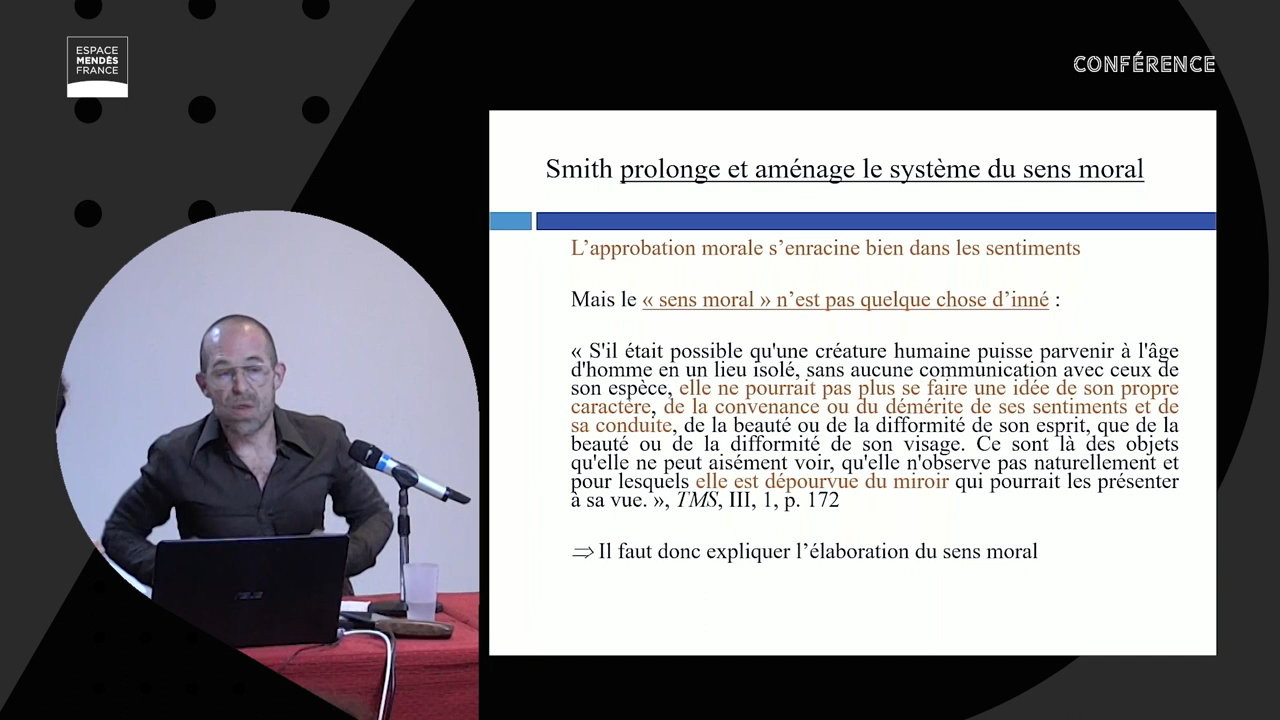 ESPACE
MENDÈS
FRANCE
CONFÉRENCE
Smith prolonge et aménage le système du sens moral
L’approbation morale s’enracine bien dans les sentiments
Mais le « sens moral » n’est pas quelque chose d’inné :
« S'il était possible qu'une créature humaine puisse parvenir à l'âge
d'homme en un lieu isolé, sans aucune communication avec ceux de
son espèce, elle ne pourrait pas plus se faire une idée de son propre
caractère, de la convenance ou du démérite de ses sentiments et de
sa conduite, de la beauté ou de la difformité de son esprit, que de la
beauté ou de la difformité de son visage. Ce sont là des objets
qu'elle ne peut aisément voir, qu'elle n'observe pas naturellement et
pour lesquels elle est dépourvue du miroir qui pourrait les présenter
à sa vue. », TMS, III, 1, p. 172
⇒ Il faut donc expliquer l’élaboration du sens moral